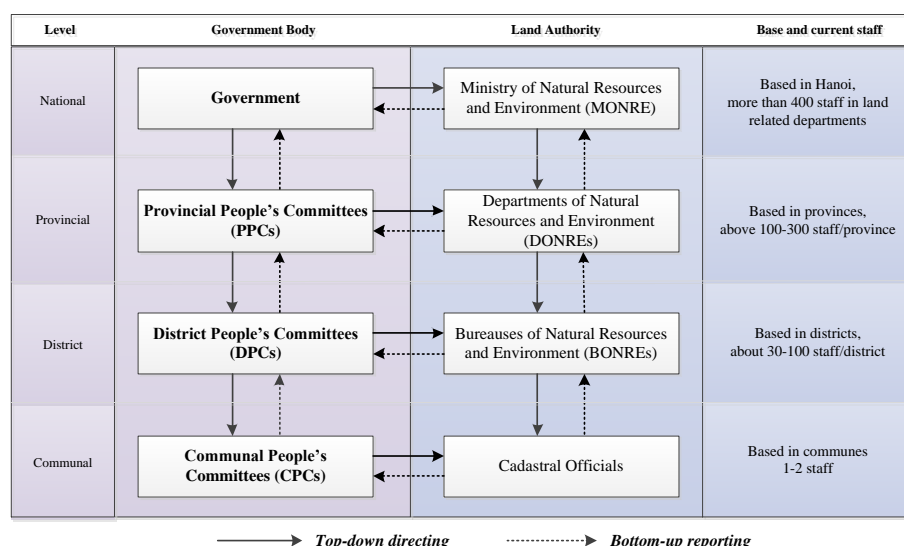 Level
Government Body
Land Authority
Base and current staff
National
Government
Ministry of Natural Resources
and Environment (MONRE)
Based in Hanoi,
more than 400 staff in land
related departments
Provincial
Provincial People's Committees
(PPCs)
Departments of Natural
Resources and Environment
(DONREs)
Based in provinces,
above 100-300 staff/province
District
District People's Committees
(DPCs)
Bureauses of Natural Resources
and Environment (BONREs)
Based in districts,
about 30-100 staff/district
Communal
Communal People's
Committees (CPCs)
Cadastral Officials
Based in communes
1-2 staff
Top-down directing
Bottom-up reporting